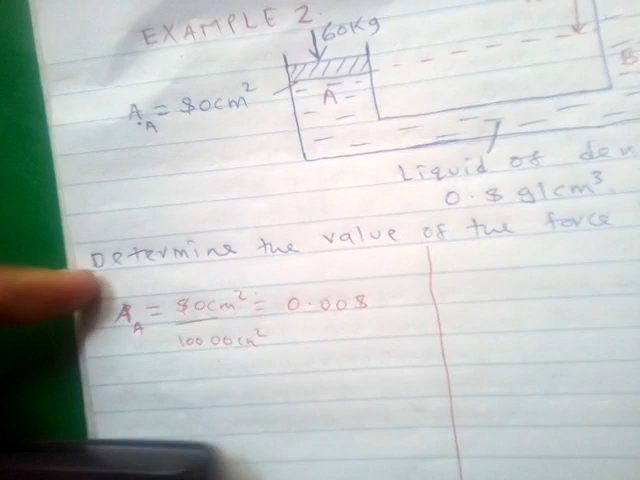 EXAMPLE 2.
60Kg
A_A = 80cm²
A
B
Liquid of den
0.8 g/cm³.
Determine the value of the force
A_A = 80cm² = 0.008
10000cm²